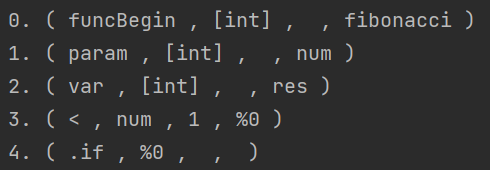 0. ( funcBegin , [int] ,  , fibonacci )
1. ( param , [int] ,  , num )
2. ( var , [int] ,  , res )
3. ( < , num , 1 , %0 )
4. ( .if , %0 ,  ,  )